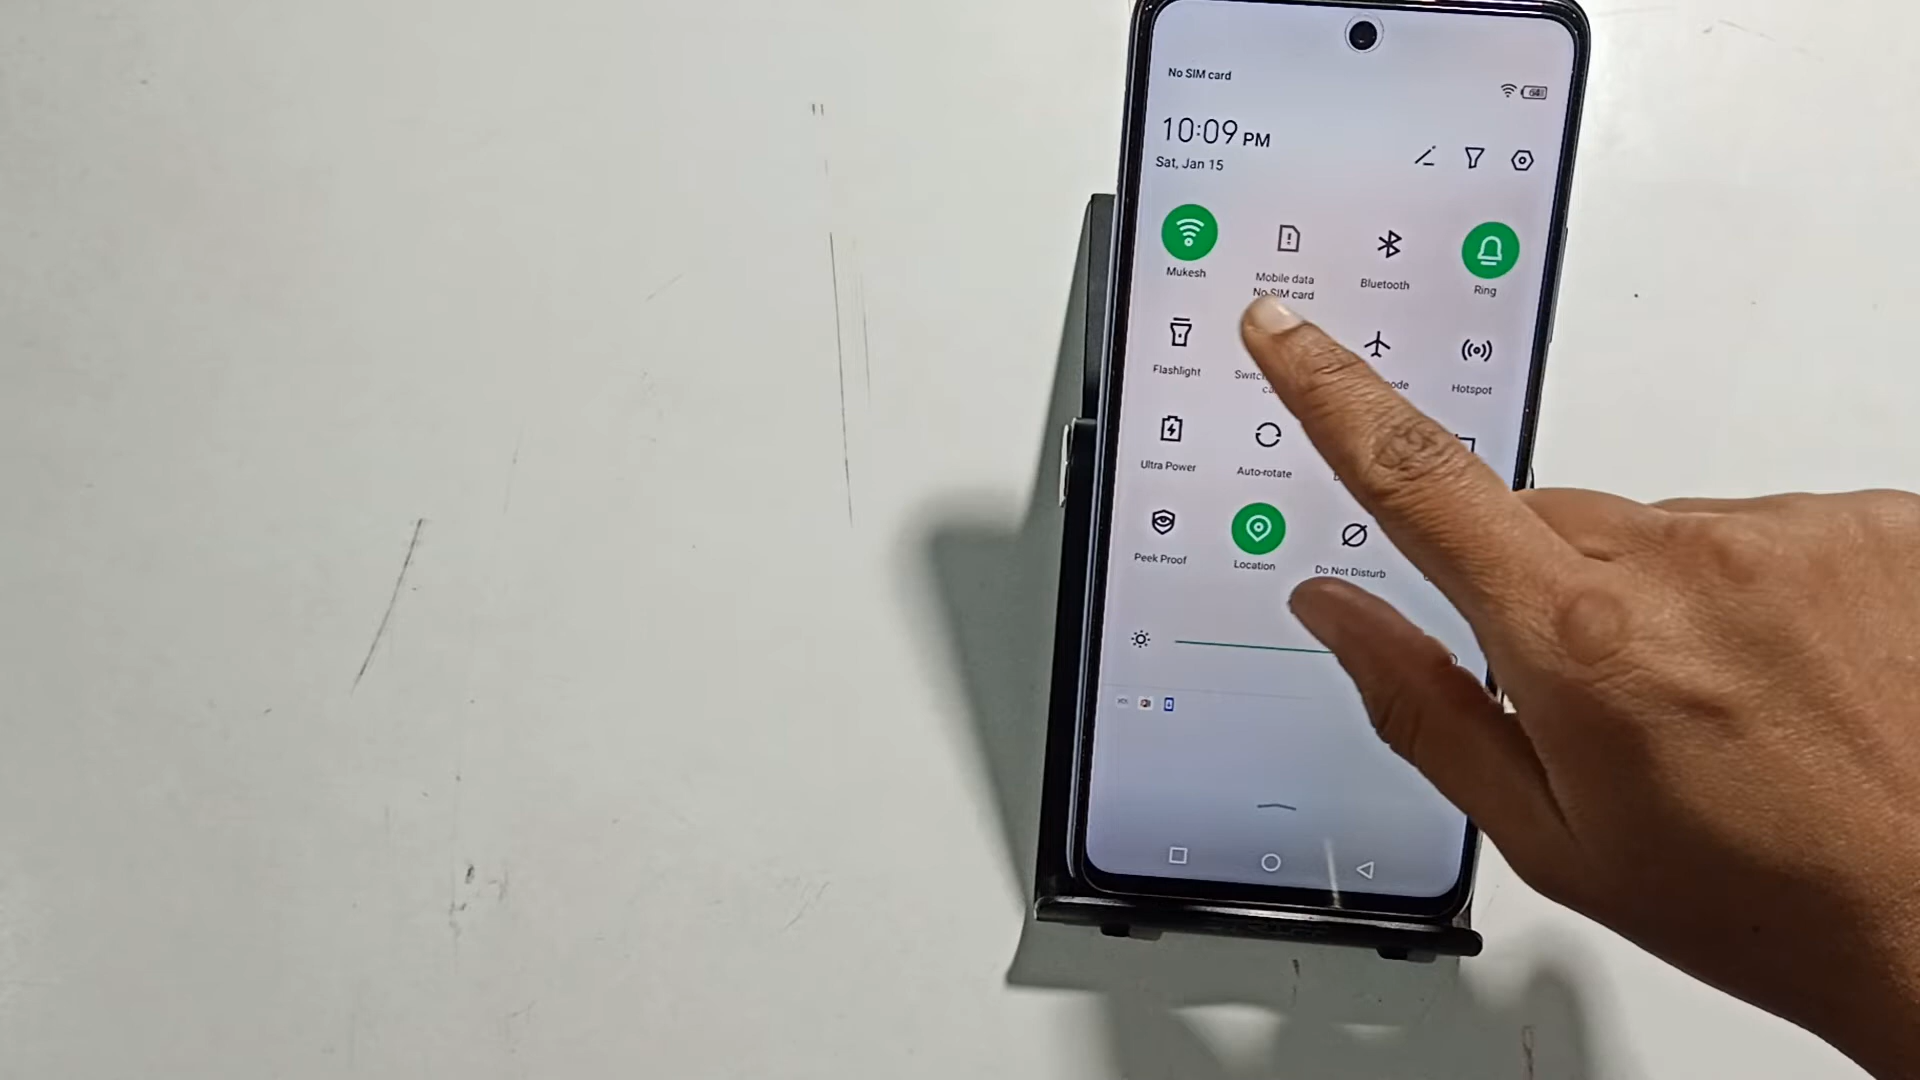 No SIM card
64
10:09 PM
Sat, Jan 15
Mukesh
Mobile data
No SIM card
Bluetooth
Ring
Flashlight
Hotspot
Ultra Power
Auto-rotate
Peek Proof
Location
Do Not Disturb